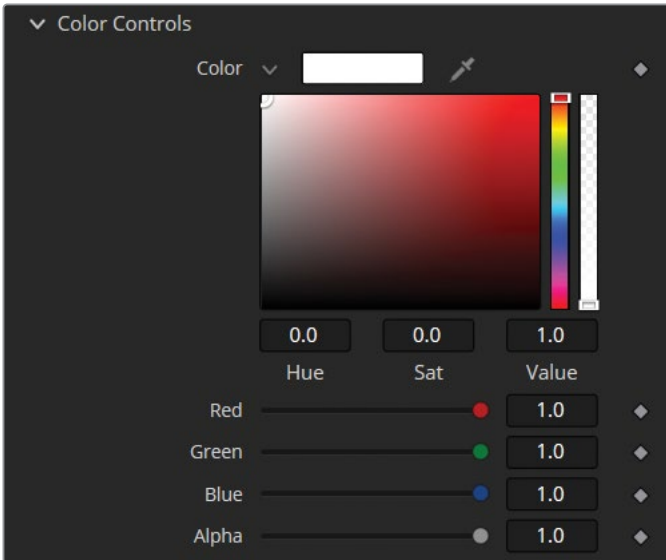 Color Controls
Color
0.0 0.0 1.0
Hue Sat Value
Red 1.0
Green 1.0
Blue 1.0
Alpha 1.0